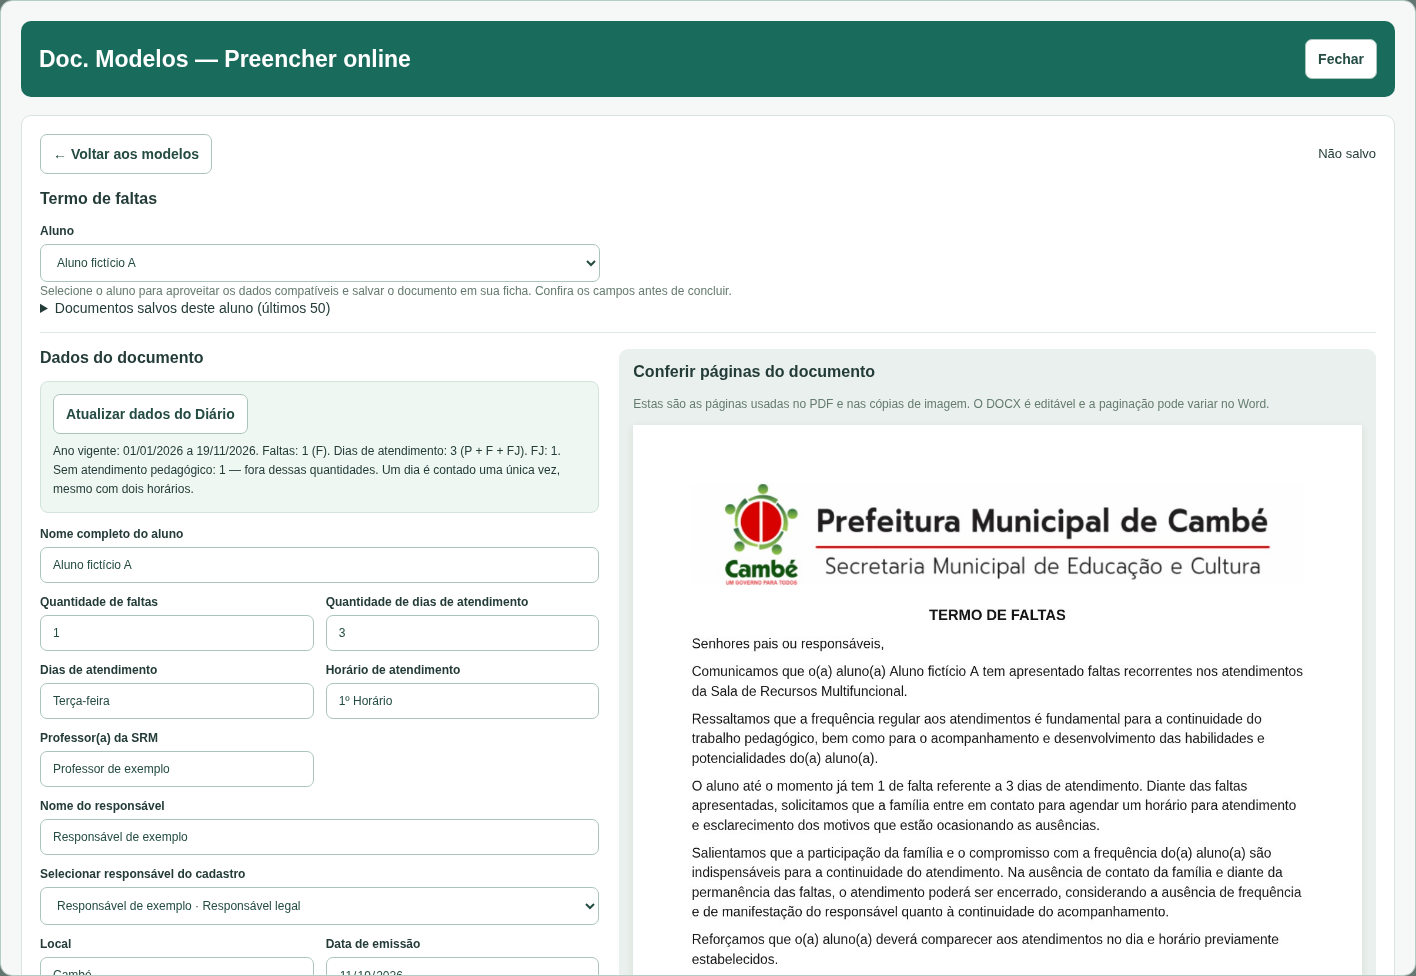 Doc. Modelos — Preencher online
Fechar
← Voltar aos modelos
Não salvo
Termo de faltas
Aluno
Aluno fictício A
Selecione o aluno para aproveitar os dados compatíveis e salvar o documento em sua ficha. Confira os campos antes de concluir.
Documentos salvos deste aluno (últimos 50)
Dados do documento
Atualizar dados do Diário
Ano vigente: 01/01/2026 a 19/11/2026. Faltas: 1 (F). Dias de atendimento: 3 (P + F + FJ). FJ: 1.
Sem atendimento pedagógico: 1 — fora dessas quantidades. Um dia é contado uma única vez,
mesmo com dois horários.
Nome completo do aluno
Aluno fictício A
Quantidade de faltas
Quantidade de dias de atendimento
1
3
Dias de atendimento
Horário de atendimento
Terça-feira
1º Horário
Professor(a) da SRM
Professor de exemplo
Nome do responsável
Responsável de exemplo
Selecionar responsável do cadastro
Responsável de exemplo · Responsável legal
Local
Data de emissão
Cambé
11/19/2026
Conferir páginas do documento
Estas são as páginas usadas no PDF e nas cópias de imagem. O DOCX é editável e a paginação pode variar no Word.
Cambé
UM GOVERNO PARA TODOS
Prefeitura Municipal de Cambé
Secretaria Municipal de Educação e Cultura
TERMO DE FALTAS
Senhores pais ou responsáveis,
Comunicamos que o(a) aluno(a) Aluno fictício A tem apresentado faltas recorrentes nos atendimentos
da Sala de Recursos Multifuncional.
Ressaltamos que a frequência regular aos atendimentos é fundamental para a continuidade do
trabalho pedagógico, bem como para o acompanhamento e desenvolvimento das habilidades e
potencialidades do(a) aluno(a).
O aluno até o momento já tem 1 de falta referente a 3 dias de atendimento. Diante das faltas
apresentadas, solicitamos que a família entre em contato para agendar um horário para atendimento
e esclarecimento dos motivos que estão ocasionando as ausências.
Salientamos que a participação da família e o compromisso com a frequência do(a) aluno(a) são
indispensáveis para a continuidade do atendimento. Na ausência de contato da família e diante da
permanência das faltas, o atendimento poderá ser encerrado, considerando a ausência de frequência
e de manifestação do responsável quanto à continuidade do acompanhamento.
Reforçamos que o(a) aluno(a) deverá comparecer aos atendimentos no dia e horário previamente
estabelecidos.